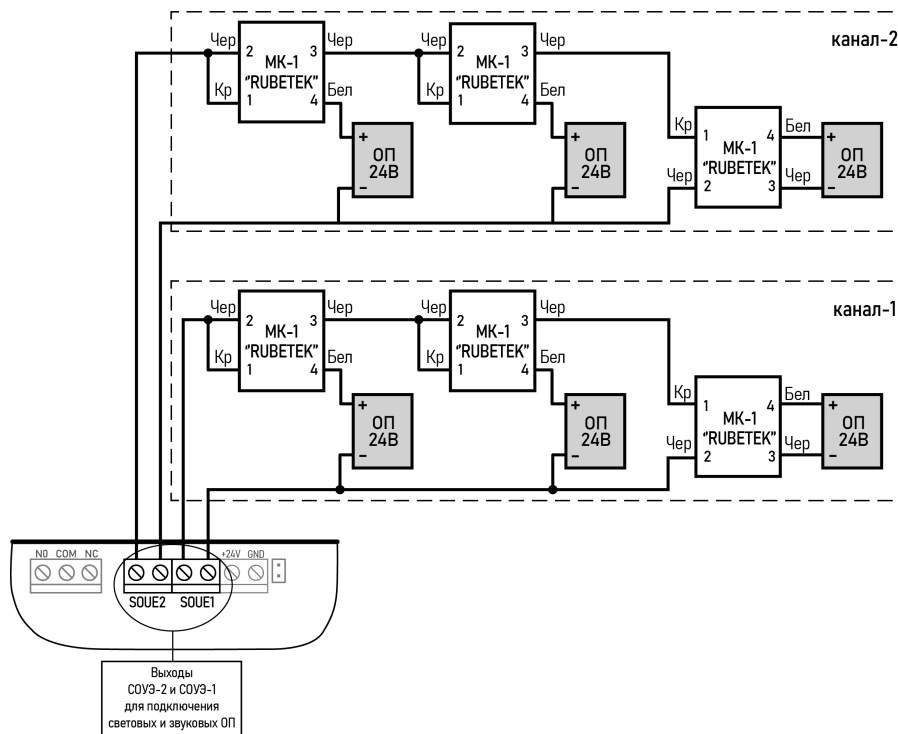 канал-2
Чер
2
3
Чер
2
3
Чер
МК-1
"RUBETEK"
МК-1
"RUBETEK"
Кр
1
4
Бел
Кр
1
4
Бел
+
ОП
24В
–
+
ОП
24В
–
Кр
1
4
Бел
+
МК-1
"RUBETEK"
ОП
24В
Чер
2
3
Чер
–
канал-1
Чер
2
3
Чер
2
3
Чер
МК-1
"RUBETEK"
МК-1
"RUBETEK"
Кр
1
4
Бел
Кр
1
4
Бел
+
ОП
24В
–
+
ОП
24В
–
Кр
1
4
Бел
+
МК-1
"RUBETEK"
ОП
24В
Чер
2
3
Чер
–
NO COM NC
+24V GND
SOUE2 SOUE1
Выходы
СОУЭ-2 и СОУЭ-1
для подключения
световых и звуковых ОП